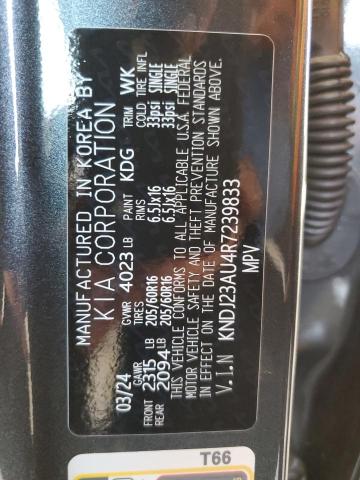 MANUFACTURED IN KOREA BY
KIA CORPORATION
03/24 GVWR 4023 LB PAINT KDG TRIM WK
GAWR TIRES RIMS COLD TIRE INFL
FRONT 2315 LB 205/60R16 6.5JX16 33psi SINGLE
REAR 2094 LB 205/60R16 6.5JX16 33psi SINGLE
THIS VEHICLE CONFORMS TO ALL APPLICABLE U.S.A. FEDERAL
MOTOR VEHICLE SAFETY AND THEFT PREVENTION STANDARDS
IN EFFECT ON THE DATE OF MANUFACTURE SHOWN ABOVE.
V.I.N KNDJ23AU4R7239833
MPV
T66